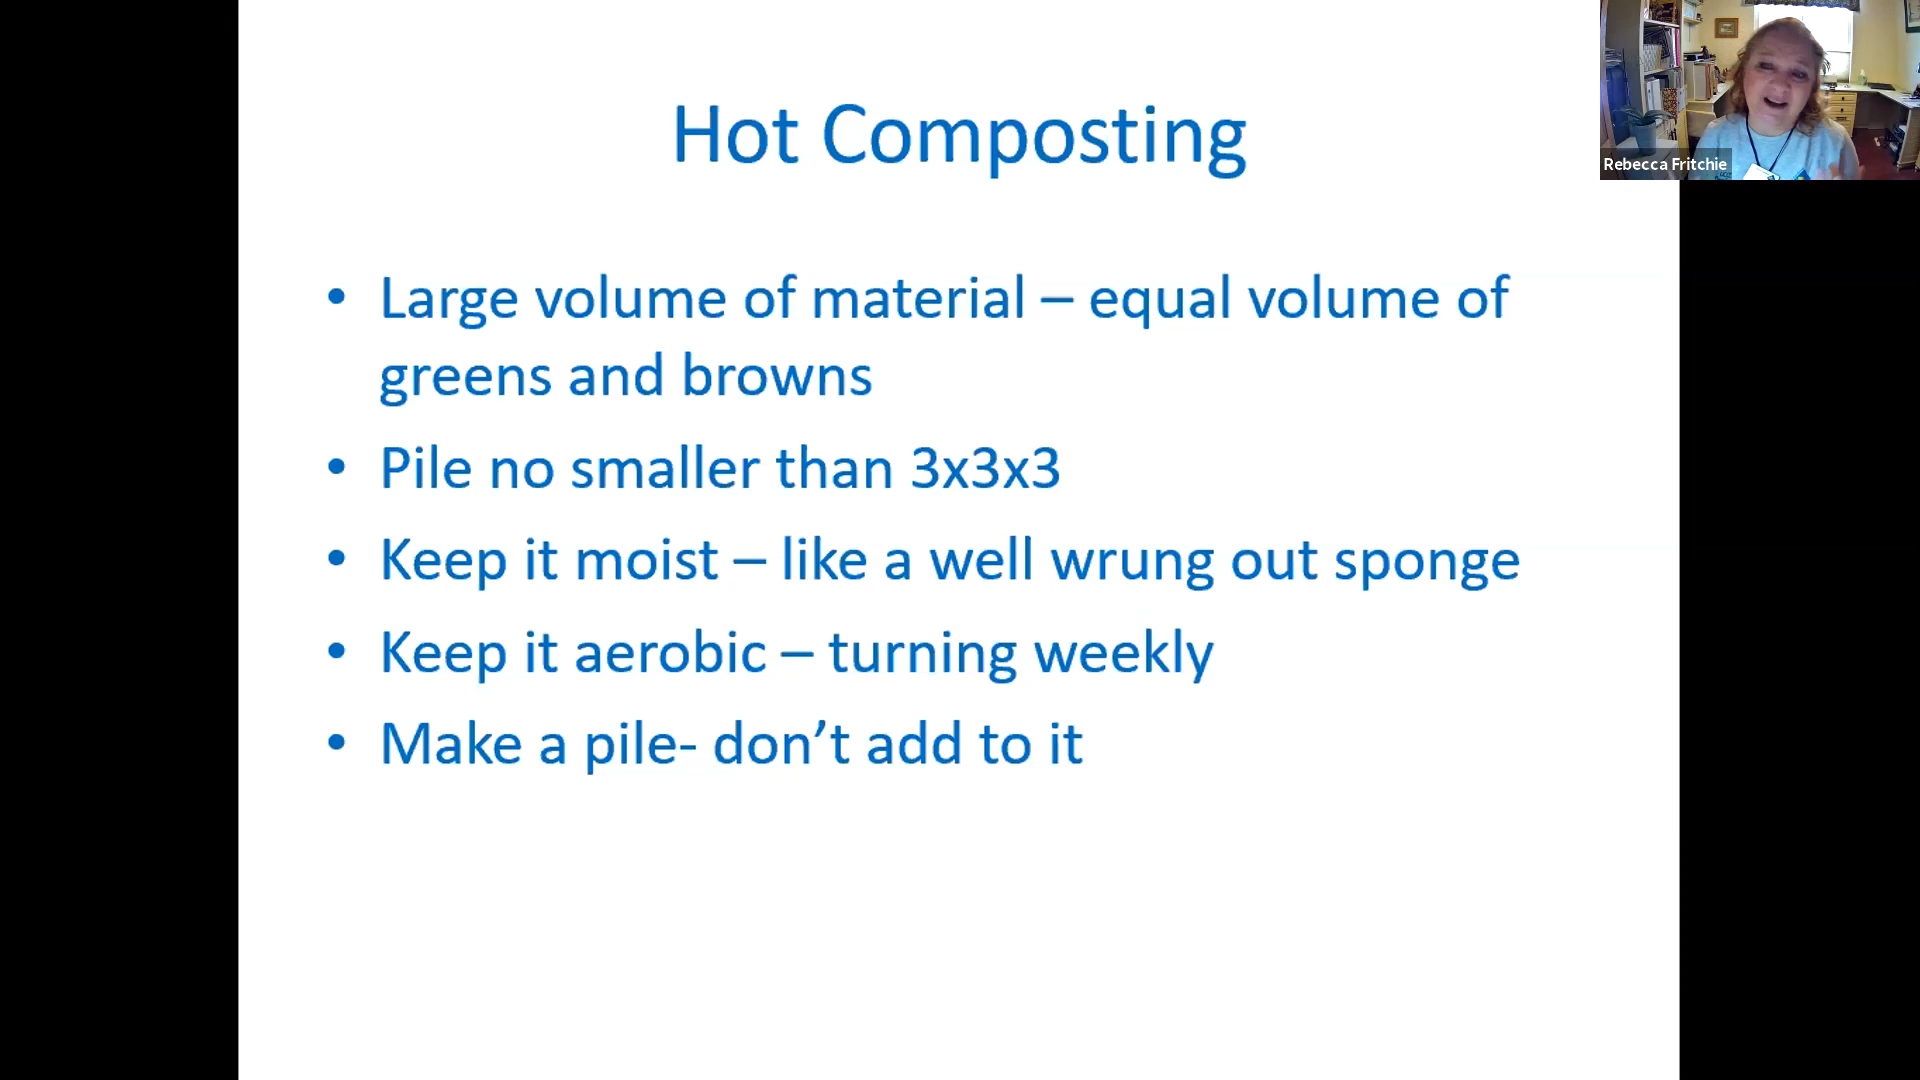 Hot Composting
Rebecca Fritchie
• Large volume of material – equal volume of
greens and browns
• Pile no smaller than 3x3x3
• Keep it moist – like a well wrung out sponge
• Keep it aerobic – turning weekly
• Make a pile- don’t add to it